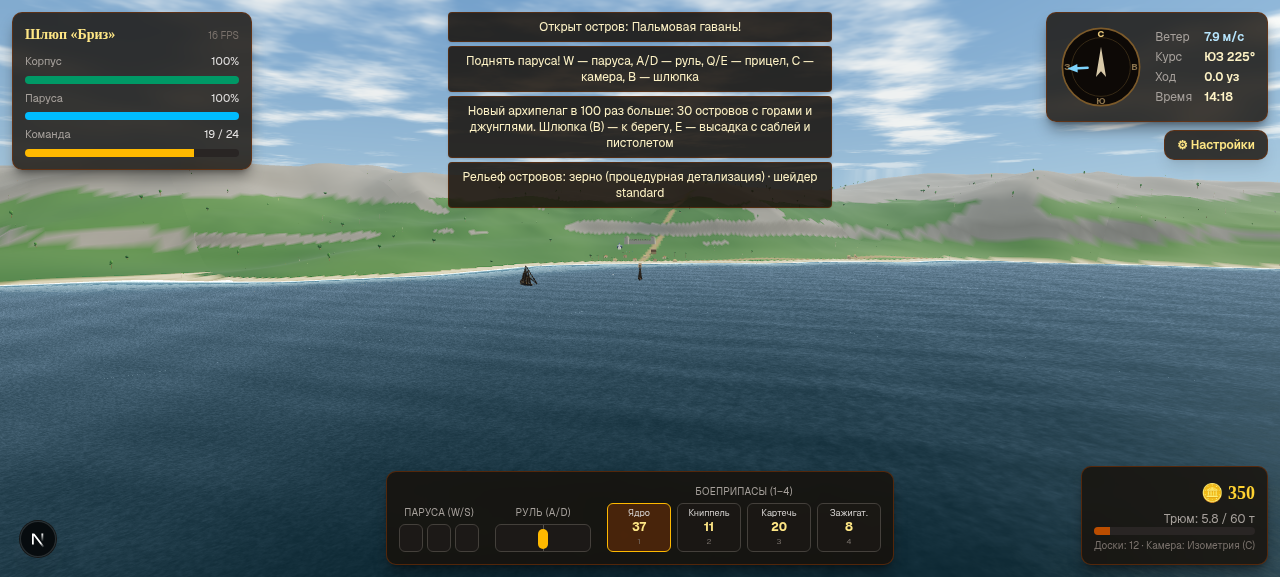 Шлюп «Бриз»
16 FPS
Корпус
100%
Паруса
100%
Команда
19 / 24
Открыт остров: Пальмовая гавань!
Поднять паруса! W — паруса, A/D — руль, Q/E — прицел, C —
камера, B — шлюпка
Новый архипелаг в 100 раз больше: 30 островов с горами и
джунглями. Шлюпка (B) — к берегу, E — высадка с саблей и
пистолетом
Рельеф островов: зерно (процедурная детализация) · шейдер
standard
С
З
В
Ю
Ветер
7.9 м/с
Курс
ЮЗ 225°
Ход
0.0 уз
Время
14:18
⚙ Настройки
ПАРУСА (W/S)
РУЛЬ (A/D)
БОЕПРИПАСЫ (1–4)
Ядро
37
1
Книппель
11
2
Картечь
20
3
Зажигат.
8
4
350
Трюм: 5.8 / 60 т
Доски: 12 · Камера: Изометрия (C)
N